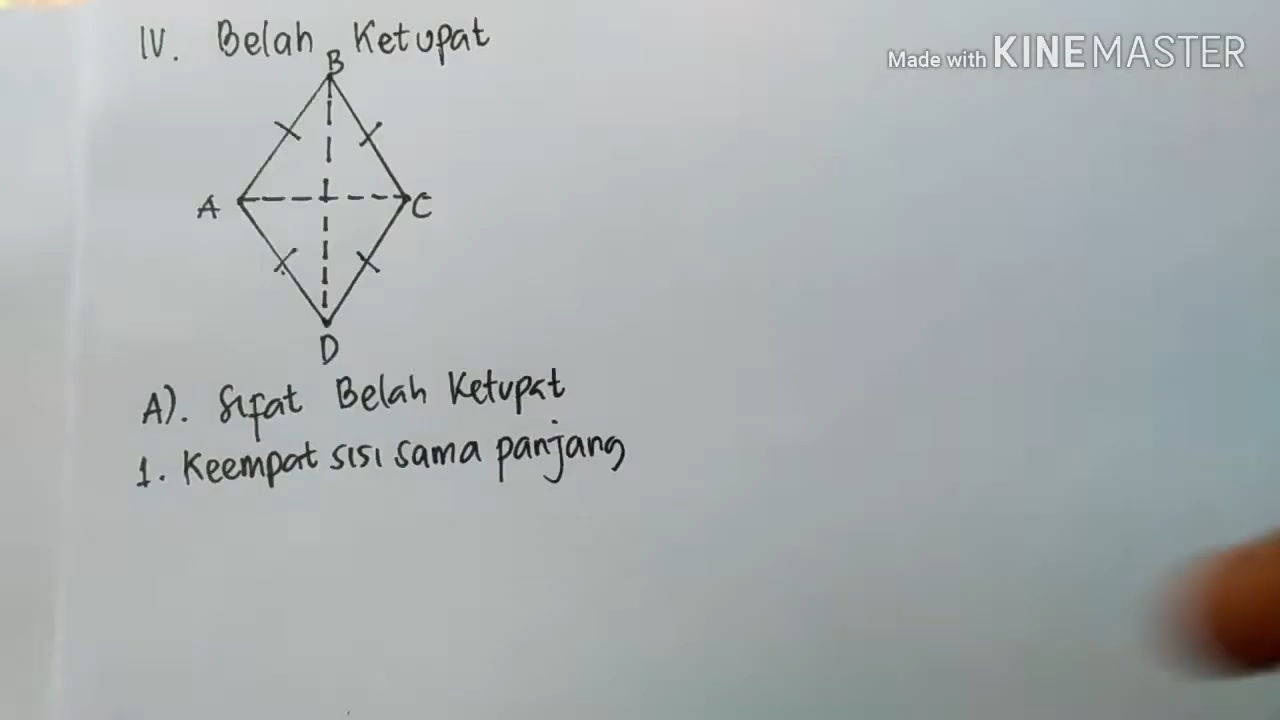 IV. Belah Ketupat
Made with KINEMASTER
B
A
C
D
A). Sifat Belah Ketupat
1. Keempat sisi sama panjang